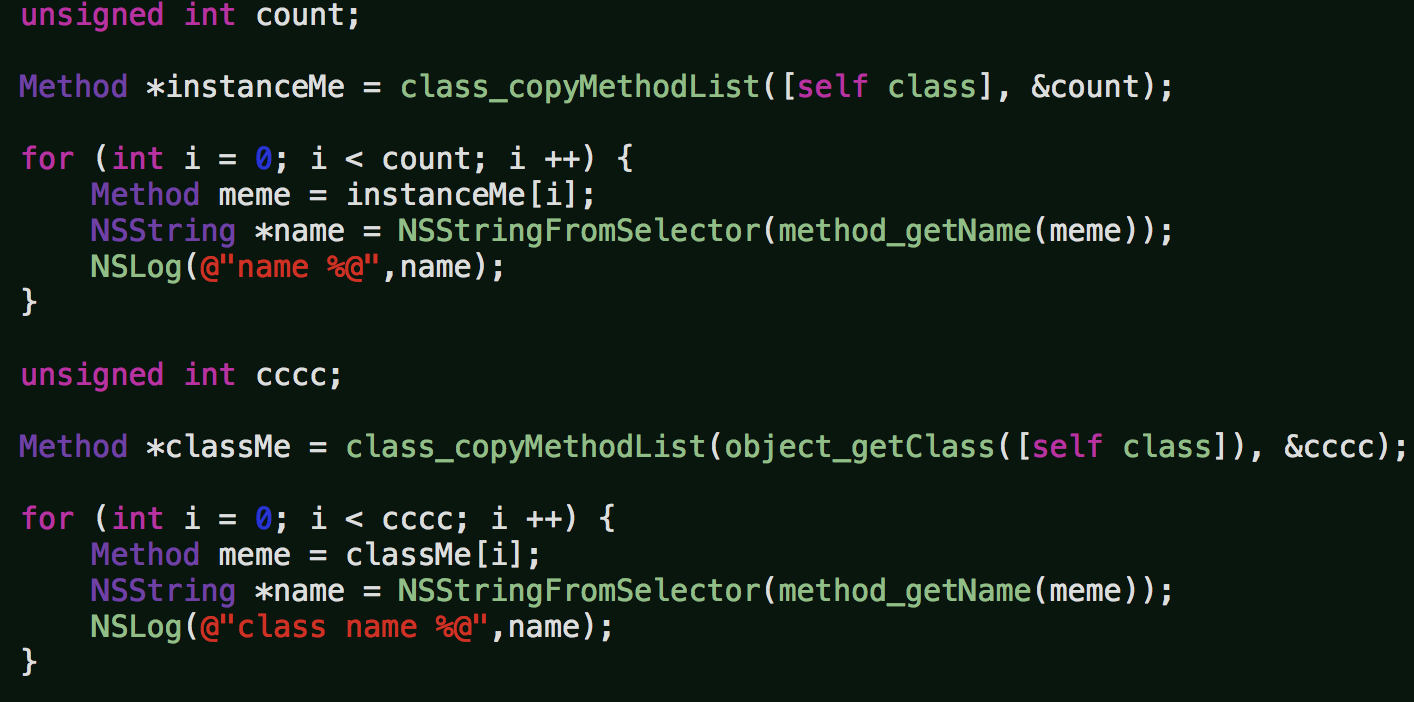 unsigned int count;
Method *instanceMe = class_copyMethodList([self class], &count);
for (int i = 0; i < count; i ++) {
    Method meme = instanceMe[i];
    NSString *name = NSStringFromSelector(method_getName(meme));
    NSLog(@"name %@",name);
}
unsigned int cccc;
Method *classMe = class_copyMethodList(object_getClass([self class]), &cccc);
for (int i = 0; i < cccc; i ++) {
    Method meme = classMe[i];
    NSString *name = NSStringFromSelector(method_getName(meme));
    NSLog(@"class name %@",name);
}